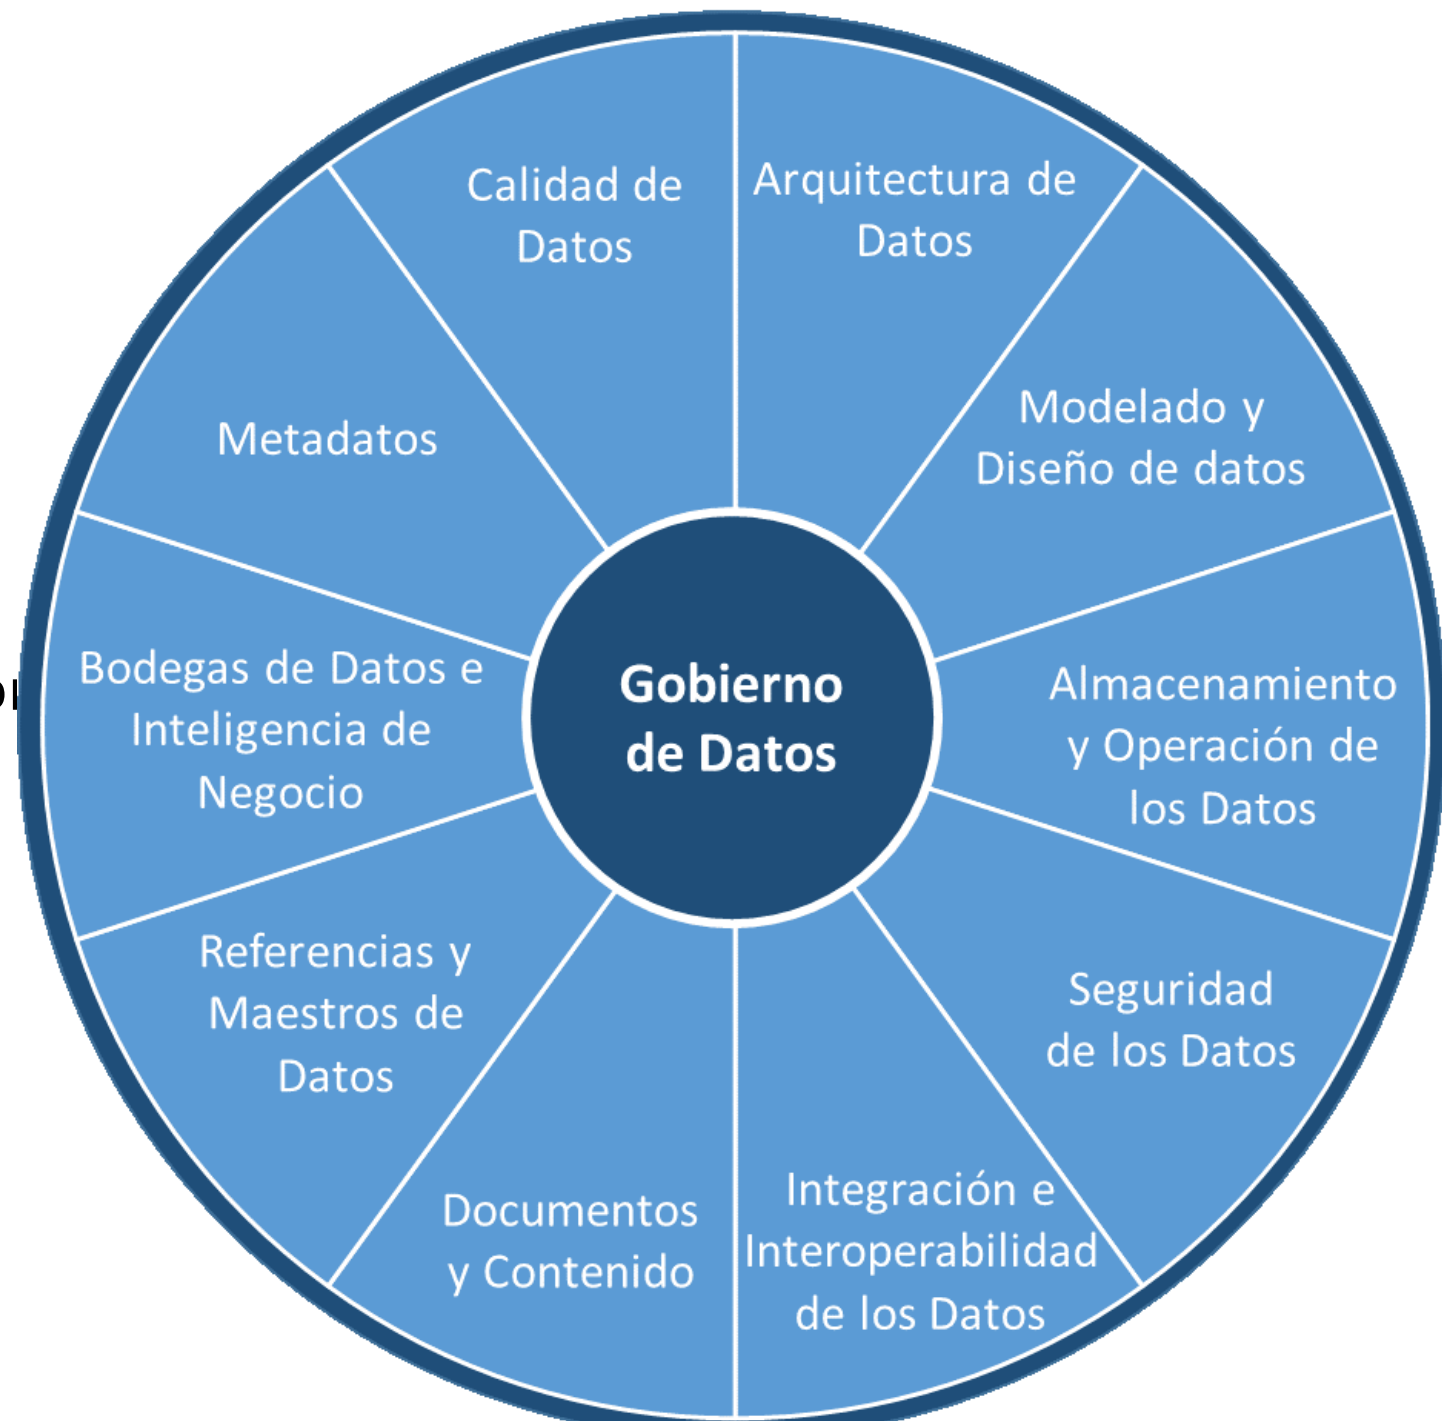 Calidad de
Datos
Arquitectura de
Datos
Modelado y
Diseño de datos
Almacenamiento
y Operación de
los Datos
Seguridad
de los Datos
Integración e
Interoperabilidad
de los Datos
Documentos
y Contenido
Referencias y
Maestros de
Datos
Bodegas de Datos e
Inteligencia de
Negocio
Metadatos
Gobierno
de Datos